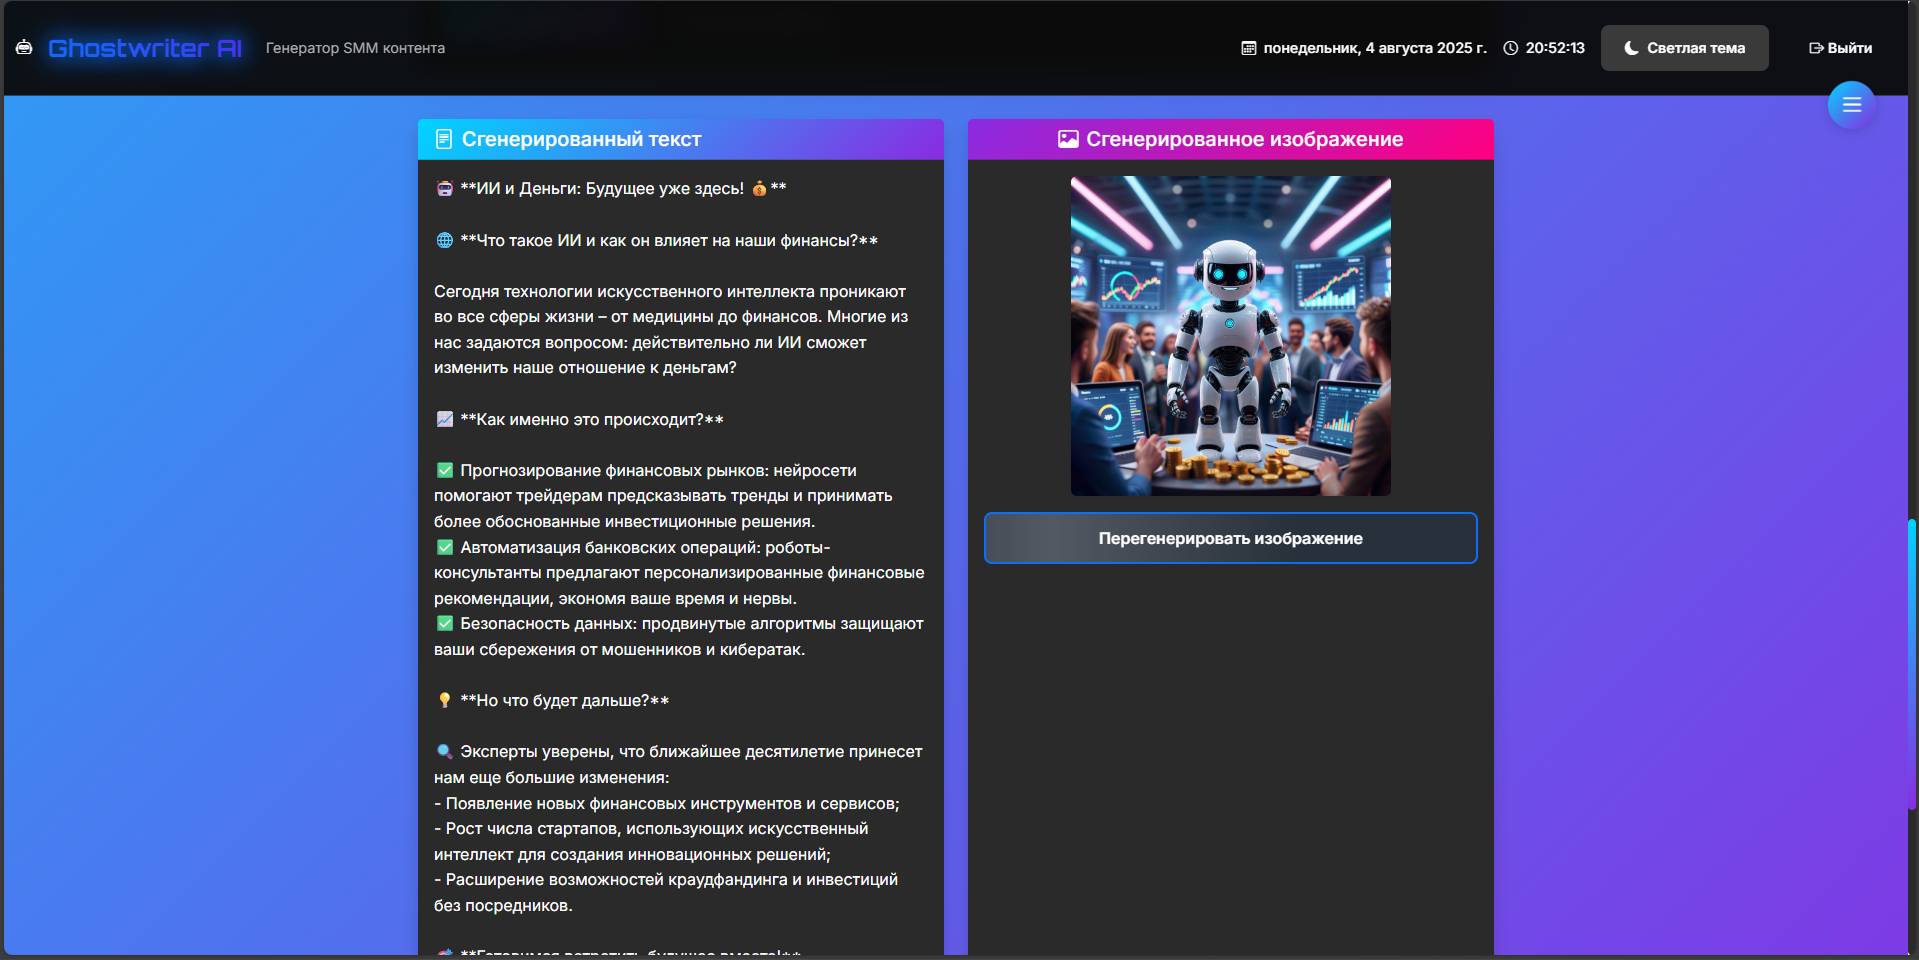 Ghostwriter AI
Генератор SMM контента
понедельник, 4 августа 2025 г.
20:52:13
Светлая тема
Выйти
Сгенерированный текст
**ИИ и Деньги: Будущее уже здесь! 💰**
**Что такое ИИ и как он влияет на наши финансы?**
Сегодня технологии искусственного интеллекта проникают
во все сферы жизни – от медицины до финансов. Многие из
нас задаются вопросом: действительно ли ИИ сможет
изменить наше отношение к деньгам?
**Как именно это происходит?**
✅ Прогнозирование финансовых рынков: нейросети
помогают трейдерам предсказывать тренды и принимать
более обоснованные инвестиционные решения.
✅ Автоматизация банковских операций: роботы-
консультанты предлагают персонализированные финансовые
рекомендации, экономя ваше время и нервы.
✅ Безопасность данных: продвинутые алгоритмы защищают
ваши сбережения от мошенников и кибератак.
**Но что будет дальше?**
Эксперты уверены, что ближайшее десятилетие принесет
нам еще большие изменения:
- Появление новых финансовых инструментов и сервисов;
- Рост числа стартапов, использующих искусственный
интеллект для создания инновационных решений;
- Расширение возможностей краудфандинга и инвестиций
без посредников.
**Готовимся встретить будущее вместе!**
Сгенерированное изображение
Перегенерировать изображение